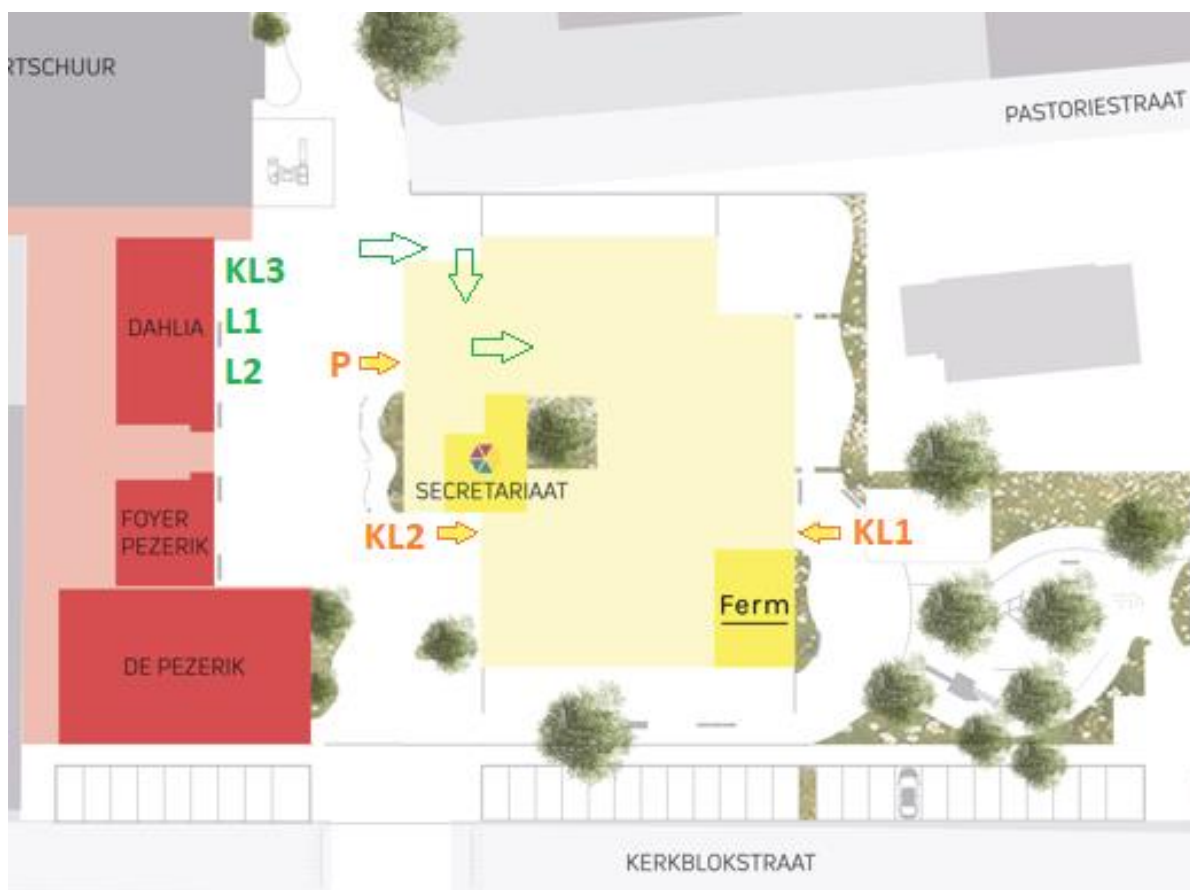 RTSCHUUR
PASTORIESTRAAT
KL3
DAHLIA
L1
L2
P
SECRETARIAAT
FOYER
PEZERIK
KL2
KL1
Ferm
DE PEZERIK
KERKBLOKSTRAAT